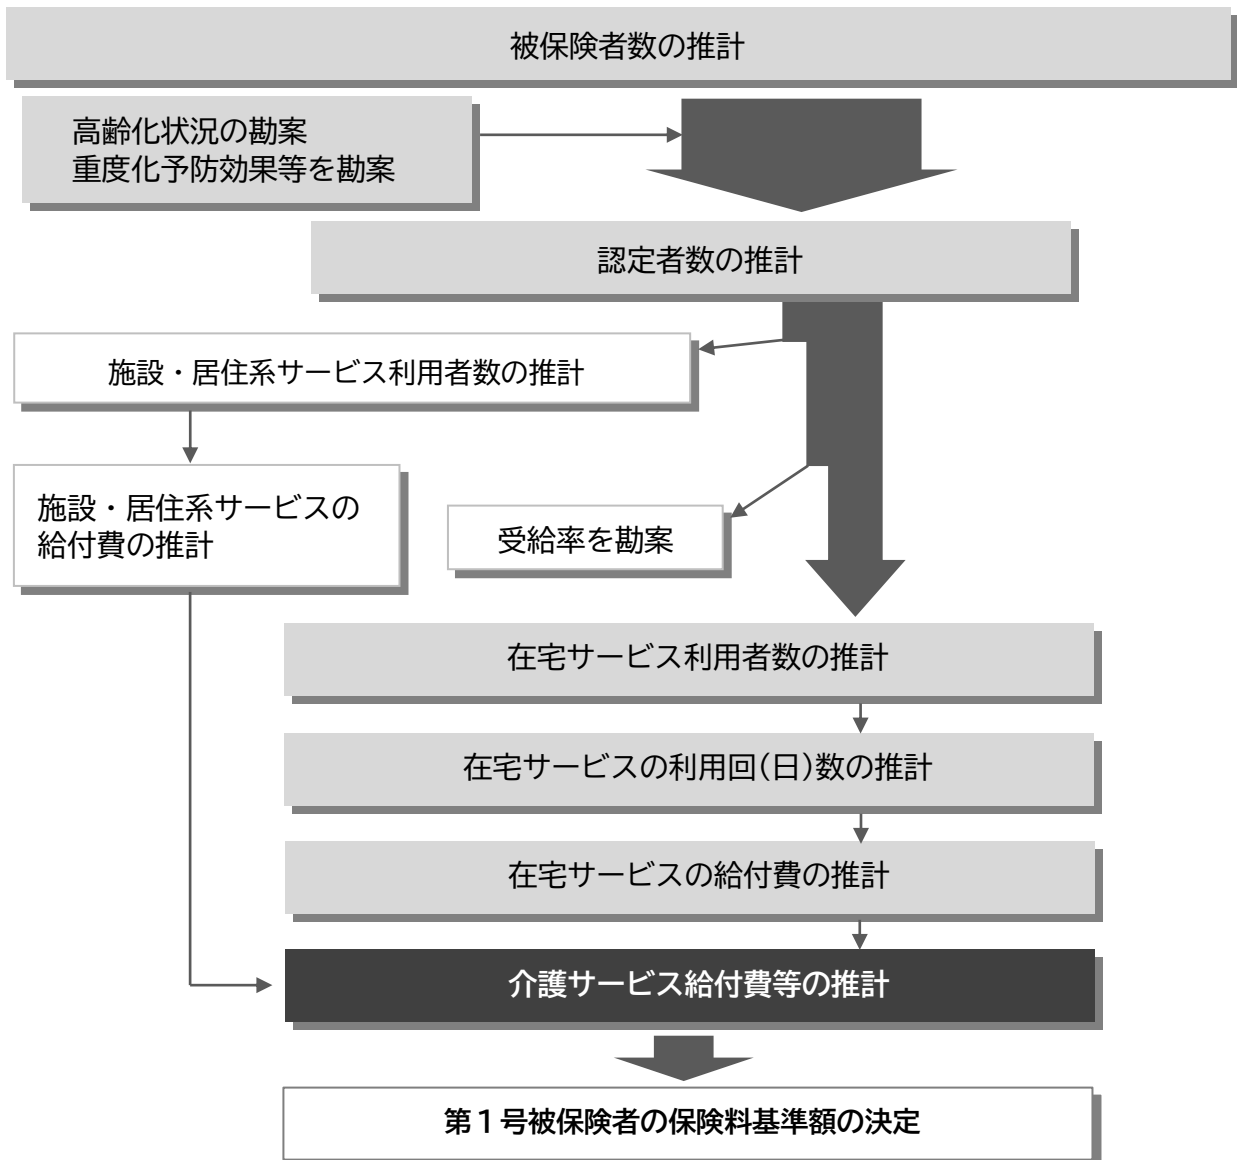 被保険者数の推計
高齢化状況の勘案
重度化予防効果等を勘案
認定者数の推計
施設・居住系サービス利用者数の推計
施設・居住系サービスの
給付費の推計
受給率を勘案
在宅サービス利用者数の推計
在宅サービスの利用回(日)数の推計
在宅サービスの給付費の推計
介護サービス給付費等の推計
第１号被保険者の保険料基準額の決定